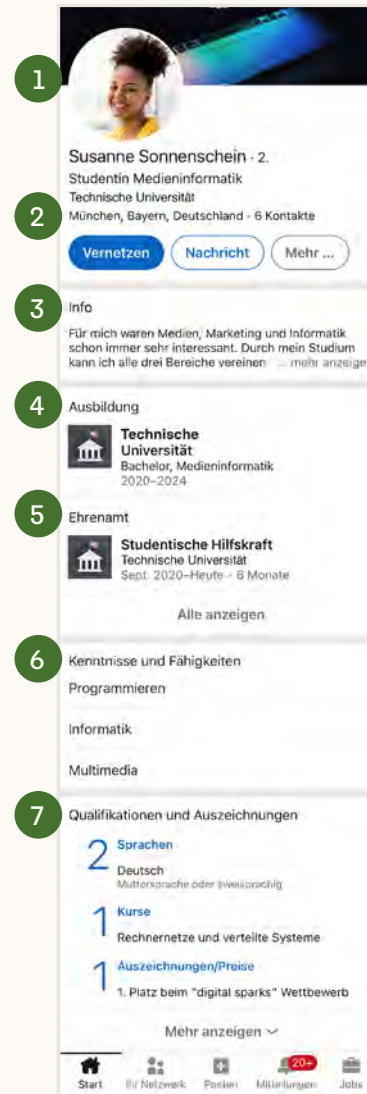 1
Susanne Sonnenschein · 2.
Studentin Medieninformatik
Technische Universität
2
München, Bayern, Deutschland · 6 Kontakte
Vernetzen Nachricht Mehr ...
3
Info
Für mich waren Medien, Marketing und Informatik
schon immer sehr interessant. Durch mein Studium
kann ich alle drei Bereiche vereinen ... mehr anzeige
4
Ausbildung
Technische
Universität
Bachelor, Medieninformatik
2020–2024
5
Ehrenamt
Studentische Hilfskraft
Technische Universität
Sept. 2020–Heute · 6 Monate
Alle anzeigen
6
Kenntnisse und Fähigkeiten
Programmieren
Informatik
Multimedia
7
Qualifikationen und Auszeichnungen
2 Sprachen
Deutsch
Muttersprache oder zweisprachig
1 Kurse
Rechnernetze und verteilte Systeme
1 Auszeichnungen/Preise
1. Platz beim "digital sparks" Wettbewerb
Mehr anzeigen
20+
Start Ihr Netzwerk Posten Mitteilungen Jobs